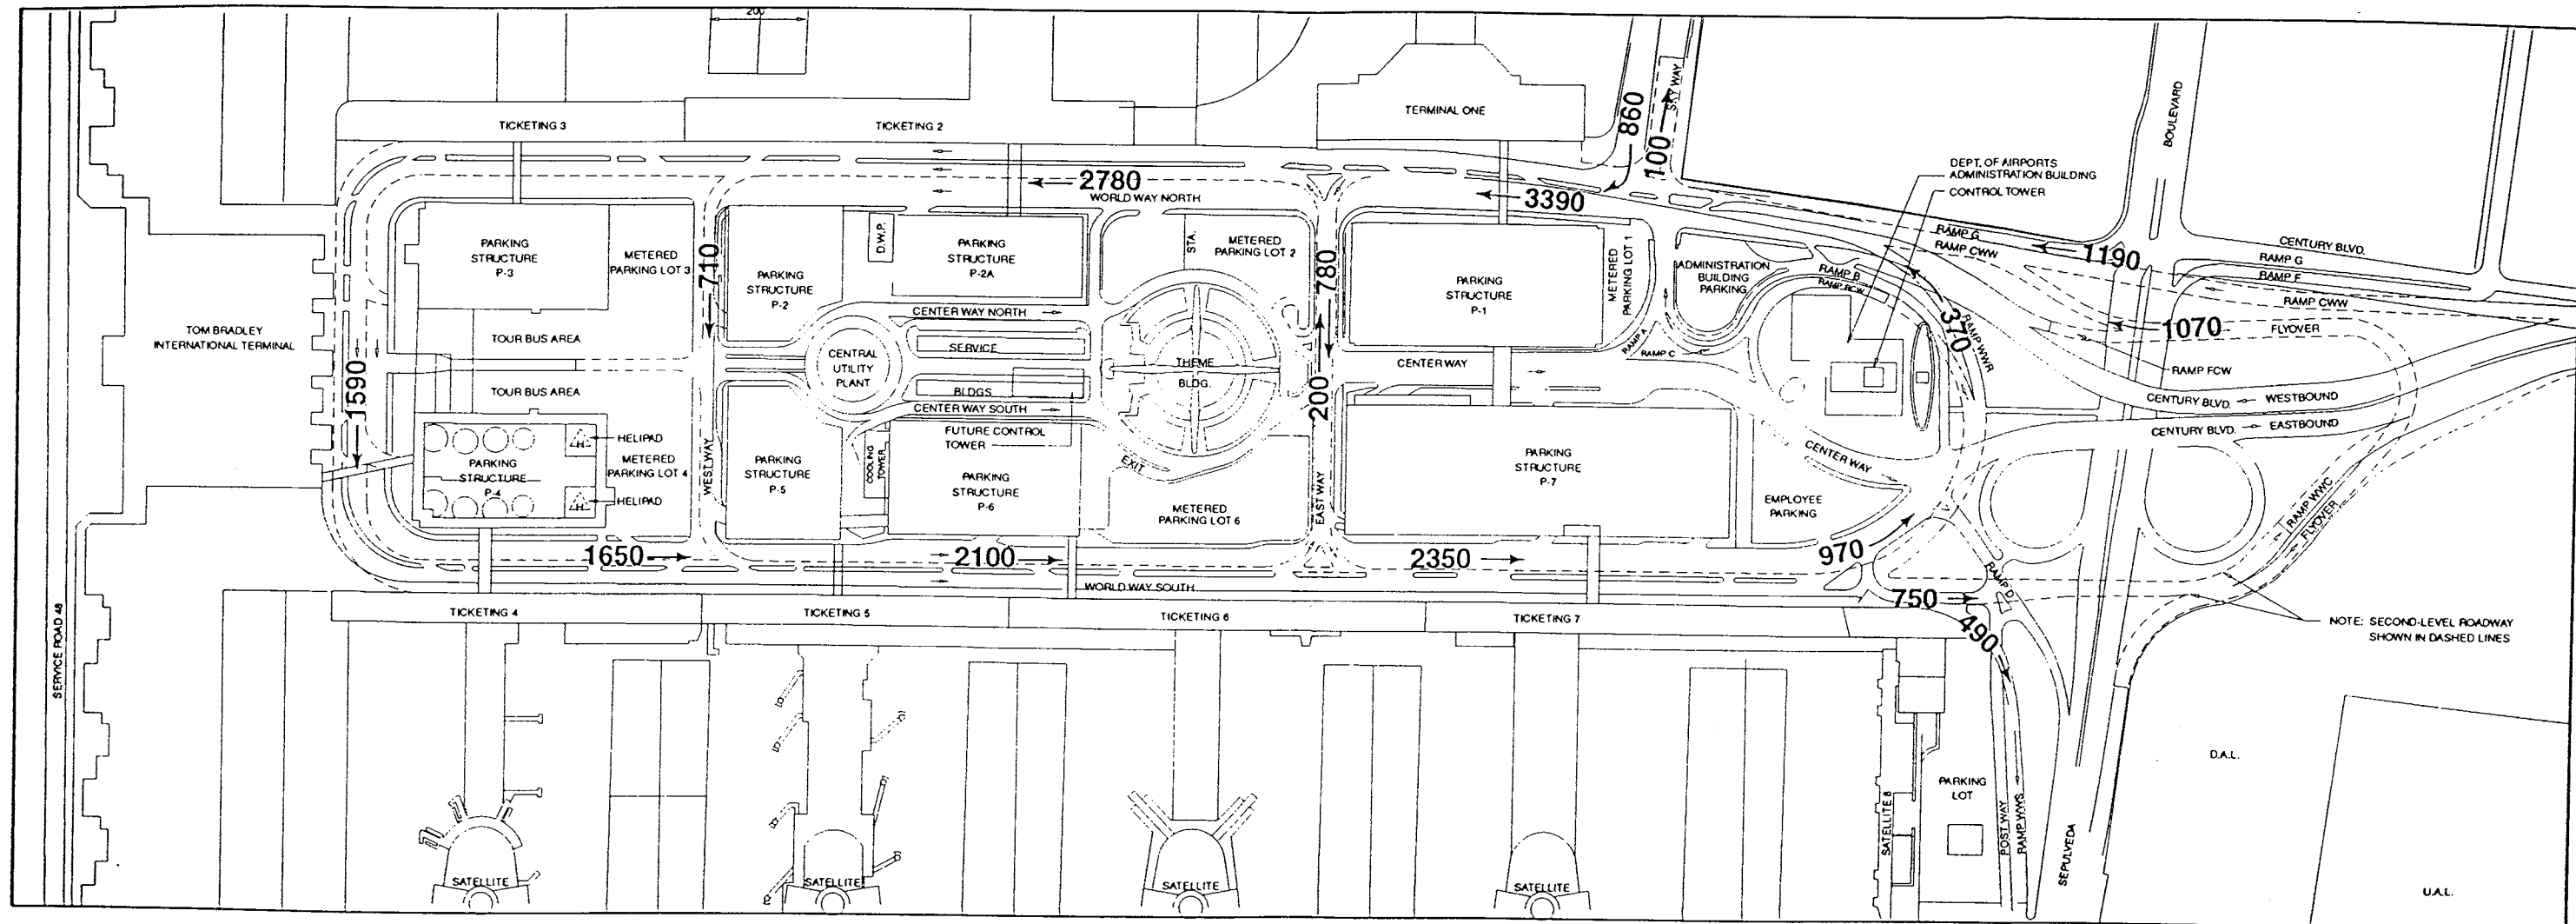 200
TICKETING 3
TICKETING 2
TERMINAL ONE
860
100
SKY WAY
BOULEVARD
DEPT. OF AIRPORTS
ADMINISTRATION BUILDING
CONTROL TOWER
2780
WORLD WAY NORTH
3390
PARKING
STRUCTURE
P-3
METERED
PARKING LOT 3
710
PARKING
STRUCTURE
P-2
D.W.P.
PARKING
STRUCTURE
P-2A
STA.
METERED
PARKING LOT 2
780
PARKING
STRUCTURE
P-1
METERED
PARKING LOT 1
ADMINISTRATION
BUILDING
PARKING
RAMP B
RAMP RCW
RAMP G
RAMP CWW
1190
CENTURY BLVD.
RAMP G
RAMP F
RAMP CWW
1070
FLYOVER
370
RAMP WWR
RAMP FCW
TOM BRADLEY
INTERNATIONAL TERMINAL
TOUR BUS AREA
TOUR BUS AREA
1590
CENTER WAY NORTH
SERVICE
BLDGS
CENTER WAY SOUTH
CENTRAL
UTILITY
PLANT
THEME
BLDG.
200
CENTER WAY
RAMP A
RAMP C
CENTURY BLVD.
WESTBOUND
CENTURY BLVD.
EASTBOUND
HELIPAD
HELIPAD
H
H
PARKING
STRUCTURE
P-4
METERED
PARKING LOT 4
WEST WAY
PARKING
STRUCTURE
P-5
COOLING
TOWER
FUTURE CONTROL
TOWER
PARKING
STRUCTURE
P-6
EXIT
METERED
PARKING LOT 6
EAST WAY
PARKING
STRUCTURE
P-7
CENTER WAY
EMPLOYEE
PARKING
RAMP WWC
FLYOVER
1650
2100
2350
970
WORLD WAY SOUTH
750
RAMP D
490
NOTE: SECOND-LEVEL ROADWAY
SHOWN IN DASHED LINES
TICKETING 4
TICKETING 5
TICKETING 6
TICKETING 7
SERVICE ROAD 48
SATELLITE
SATELLITE
SATELLITE
SATELLITE
SATELLITE 8
PARKING
LOT
POST WAY
RAMP WWS
SEPULVEDA
D.A.L.
U.A.L.